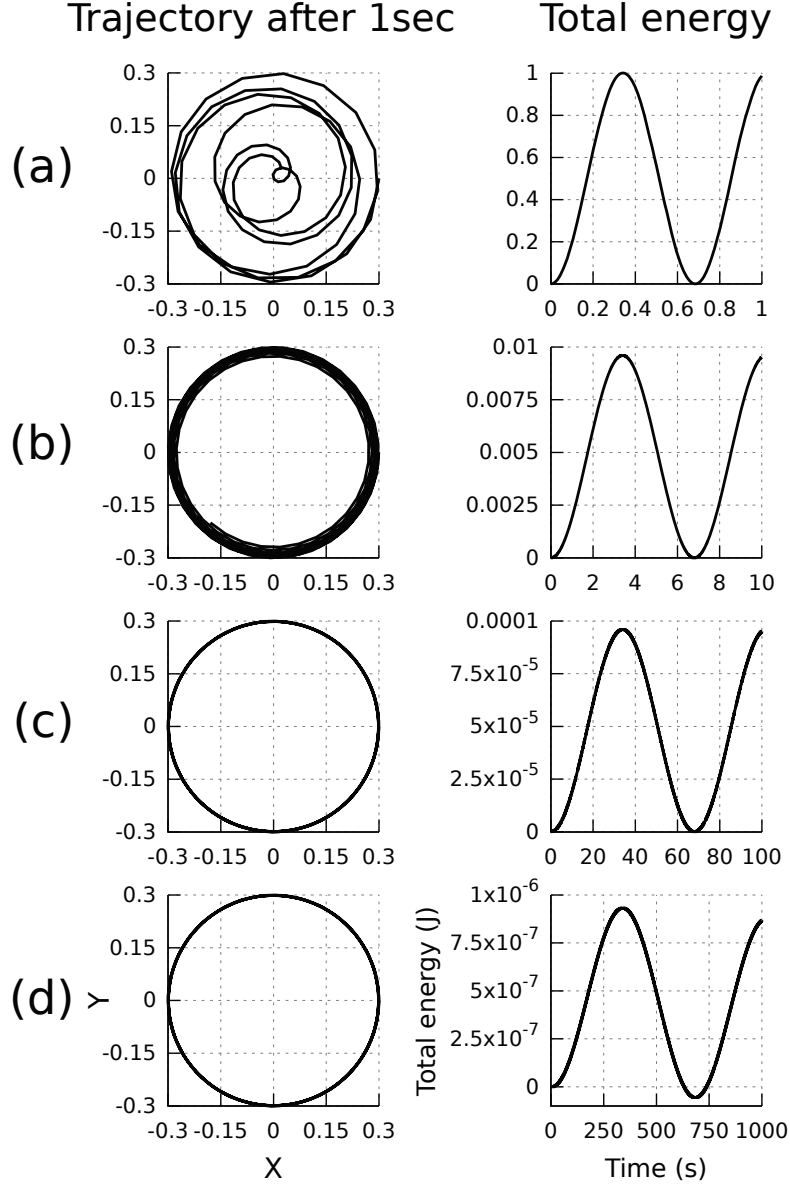 Trajectory after 1sec Total energy
(a)
0.3
0.15
0
-0.15
-0.3
-0.3 -0.15 0 0.15 0.3
1
0.8
0.6
0.4
0.2
0
0 0.2 0.4 0.6 0.8 1
(b)
0.3
0.15
0
-0.15
-0.3
-0.3 -0.15 0 0.15 0.3
0.01
0.0075
0.005
0.0025
0
0 2 4 6 8 10
(c)
0.3
0.15
0
-0.15
-0.3
-0.3 -0.15 0 0.15 0.3
0.0001
7.5x10-5
5x10-5
2.5x10-5
0
0 20 40 60 80 100
(d)
Y
0.3
0.15
0
-0.15
-0.3
-0.3 -0.15 0 0.15 0.3
X
Total energy (J)
1x10-6
7.5x10-7
5x10-7
2.5x10-7
0
0 250 500 750 1000
Time (s)